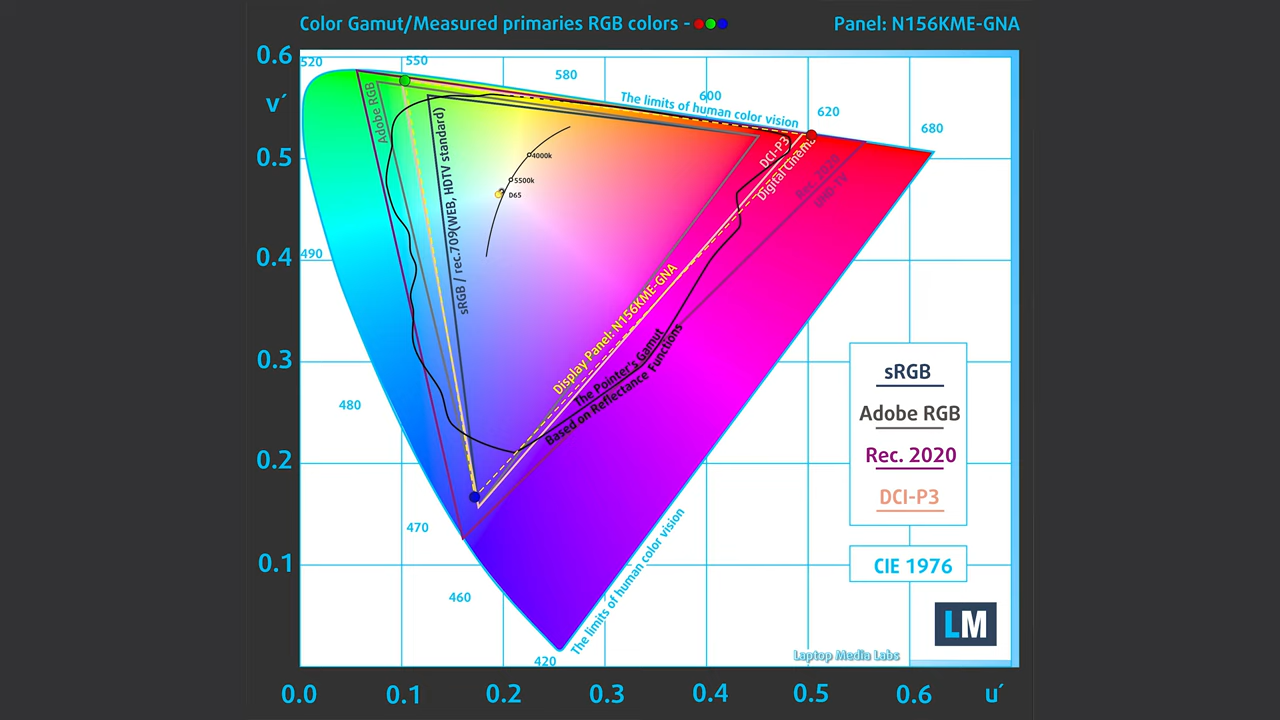 Color Gamut/Measured primaries RGB colors -
Panel: N156KME-GNA
0.6
v´
0.5
0.4
0.3
0.2
0.1
0.0
0.1
0.2
0.3
0.4
0.5
0.6
u´
520
550
580
600
620
680
490
480
470
460
420
The limits of human color vision
The limits of human color vision
Adobe RGB
sRGB / rec.709(WEB, HDTV standard)
4000k
5500k
D65
DCI-P3
Digital Cinema
Rec. 2020
UHD-TV
Display Panel: N156KME-GNA
The Pointer's Gamut
Based on Reflectance Functions
sRGB
Adobe RGB
Rec. 2020
DCI-P3
CIE 1976
LM
Laptop Media Labs